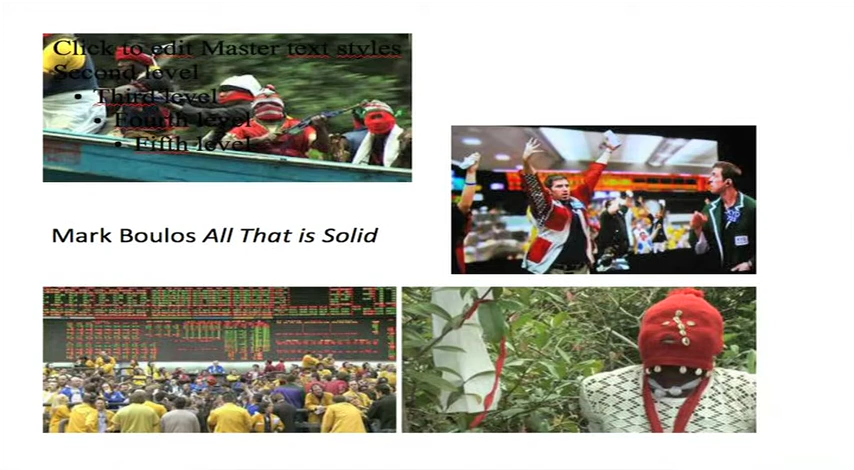 Click to edit Master text styles
Second level
• Third level
• Fourth level
• Fifth level
Mark Boulos All That is Solid